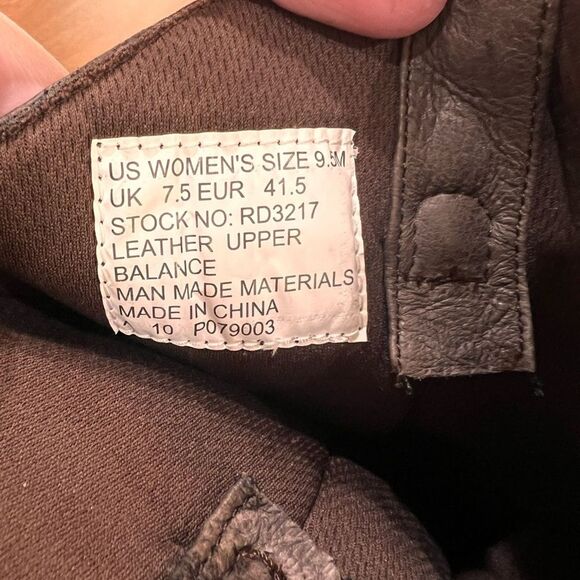 US WOMEN'S SIZE 9.5M
UK 7.5 EUR 41.5
STOCK NO: RD3217
LEATHER UPPER
BALANCE
MAN MADE MATERIALS
MADE IN CHINA
10 P079003